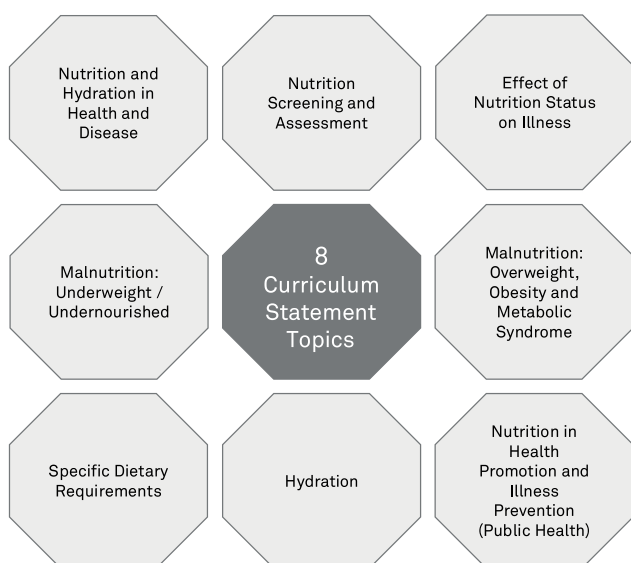 Nutrition and
Hydration in
Health and
Disease
Nutrition
Screening and
Assessment
Effect of
Nutrition Status
on Illness
Malnutrition:
Underweight /
Undernourished
8
Curriculum
Statement
Topics
Malnutrition:
Overweight,
Obesity and
Metabolic
Syndrome
Specific Dietary
Requirements
Hydration
Nutrition in
Health
Promotion and
Illness
Prevention
(Public Health)